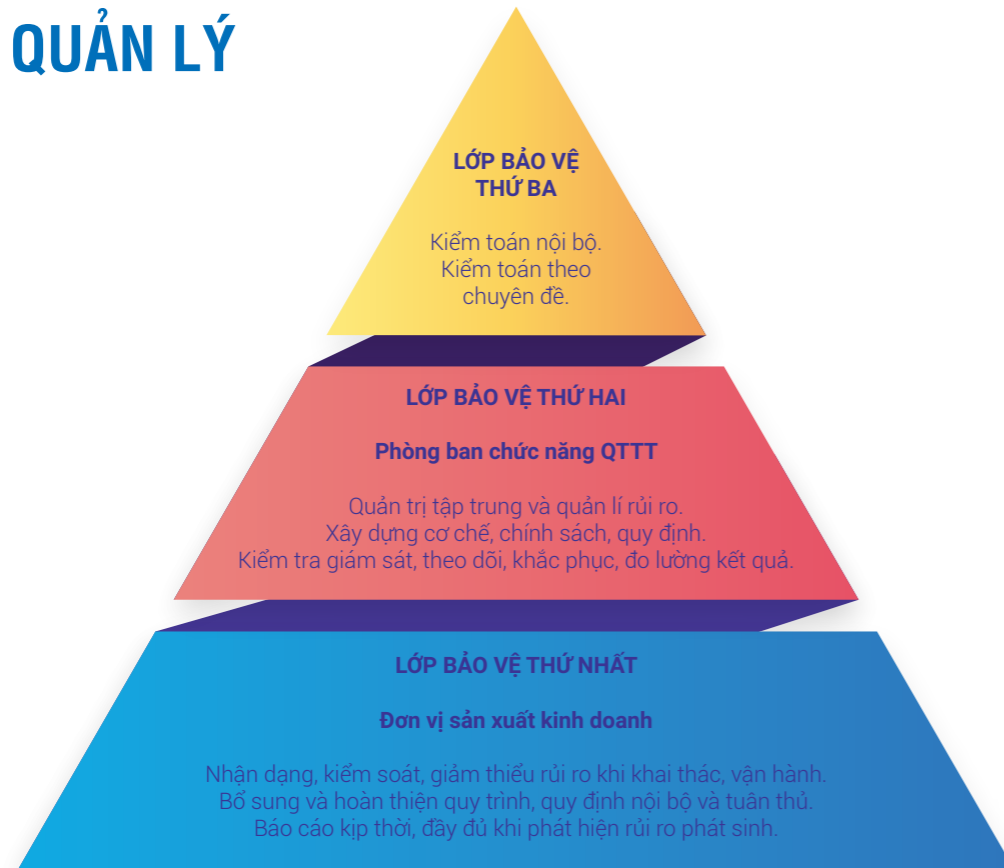 QUẢN LÝ
LỚP BẢO VỆ
THỨ BA
Kiểm toán nội bộ.
Kiểm toán theo
chuyên đề.
LỚP BẢO VỆ THỨ HAI
Phòng ban chức năng QTTT
Quản trị tập trung và quản lí rủi ro.
Xây dựng cơ chế, chính sách, quy định.
Kiểm tra giám sát, theo dõi, khắc phục, đo lường kết quả.
LỚP BẢO VỆ THỨ NHẤT
Đơn vị sản xuất kinh doanh
Nhận dạng, kiểm soát, giảm thiểu rủi ro khi khai thác, vận hành.
Bổ sung và hoàn thiện quy trình, quy định nội bộ và tuân thủ.
Báo cáo kịp thời, đầy đủ khi phát hiện rủi ro phát sinh.